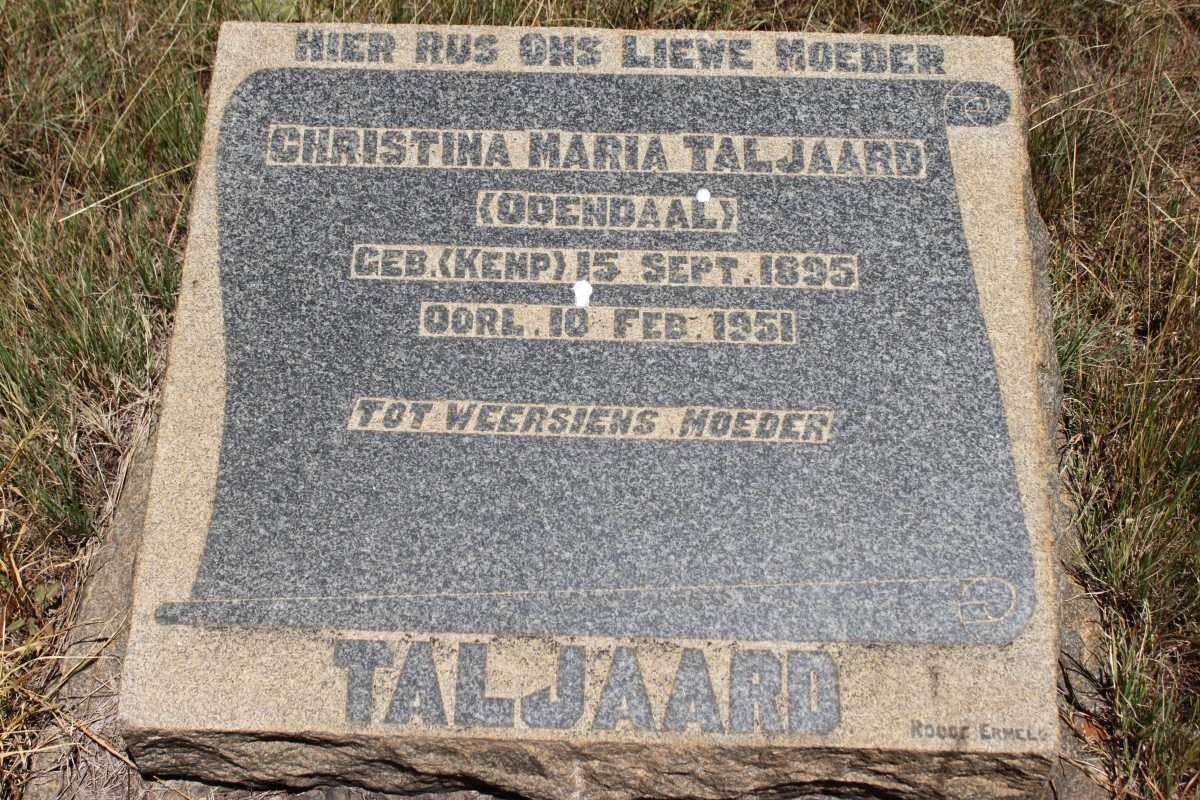 HIER RUS ONS LIEWE MOEDER
CHRISTINA MARIA TALJAARD
(ODENDAAL)
GEB. (KEMP) 15 SEPT. 1895
OORL. 10 FEB. 1951
TOT WEERSIENS MOEDER
TALJAARD
ERMELO